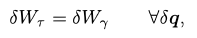 δW_τ = δW_γ ∀δ𝒒,